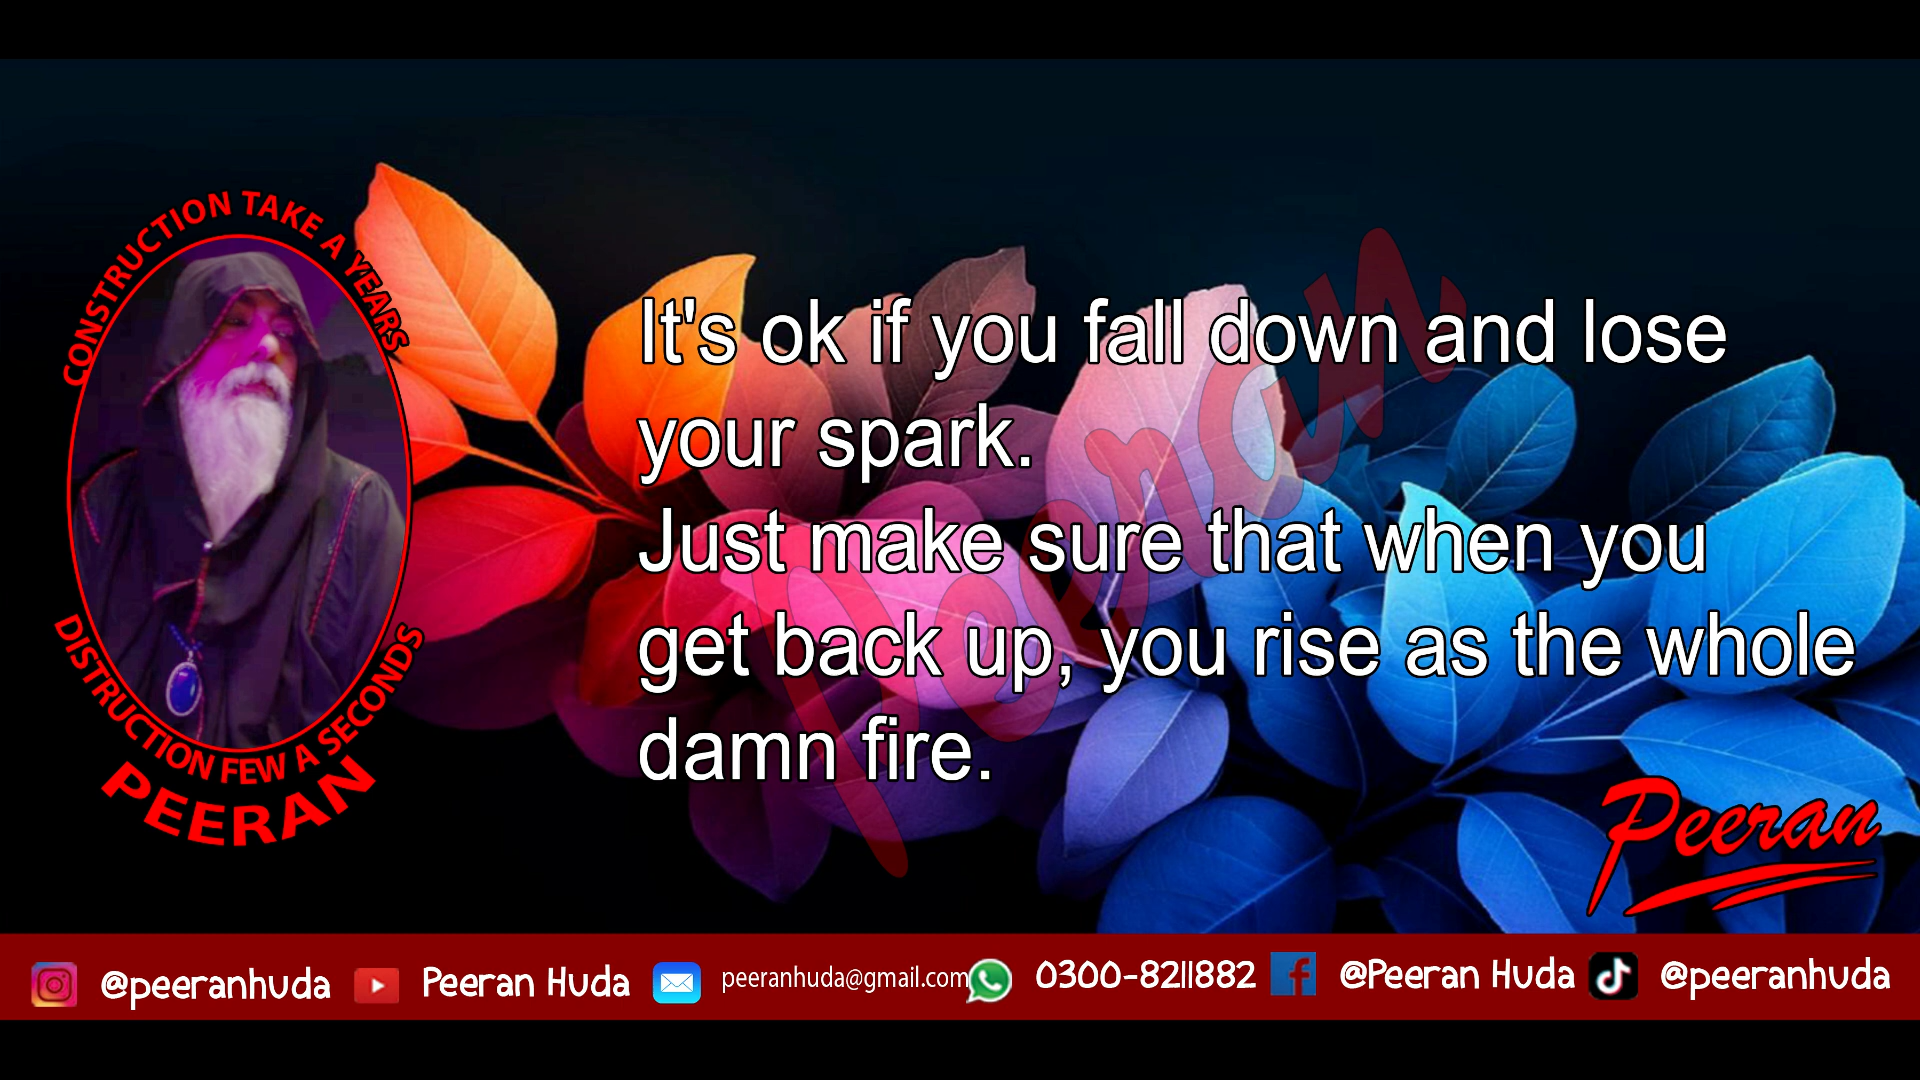 CONSTRUCTION TAKE A YEARS
DISTRUCTION FEW A SECONDS
PEERAN
It's ok if you fall down and lose
your spark.
Just make sure that when you
get back up, you rise as the whole
damn fire.
Peeran
Peeran
@peeranhuda Peeran Huda peeranhuda@gmail.com 0300-8211882 @Peeran Huda @peeranhuda